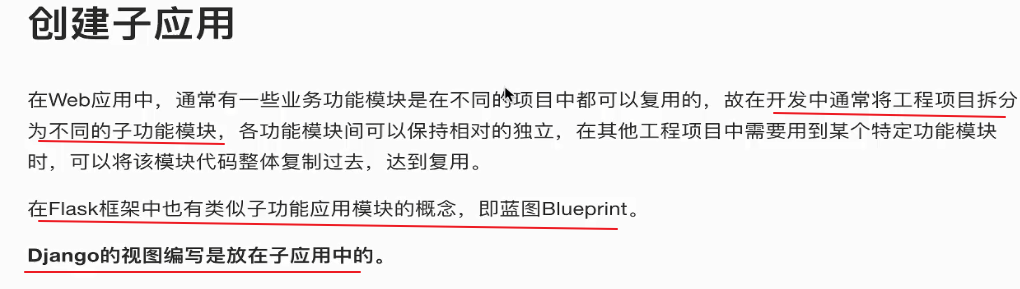 创建子应用
在Web应用中，通常有一些业务功能模块是在不同的项目中都可以复用的，故在开发中通常将工程项目拆分
为不同的子功能模块，各功能模块间可以保持相对的独立，在其他工程项目中需要用到某个特定功能模块
时，可以将该模块代码整体复制过去，达到复用。
在Flask框架中也有类似子功能应用模块的概念，即蓝图Blueprint。
Django的视图编写是放在子应用中的。